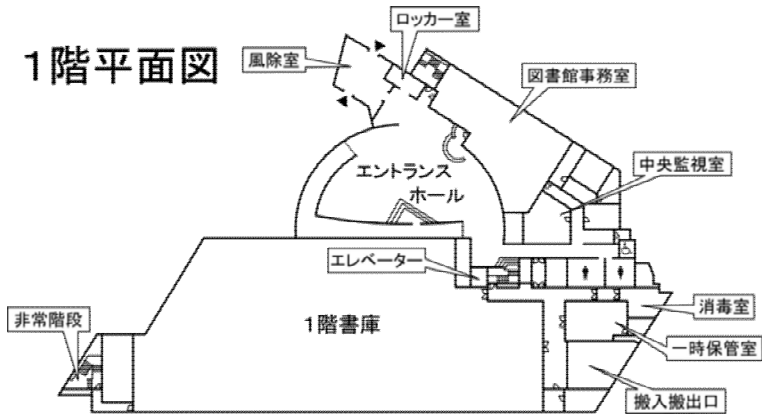 1階平面図
風除室
ロッカー室
図書館事務室
中央監視室
エントランス
ホール
エレベーター
1階書庫
非常階段
消毒室
一時保管室
搬入搬出口